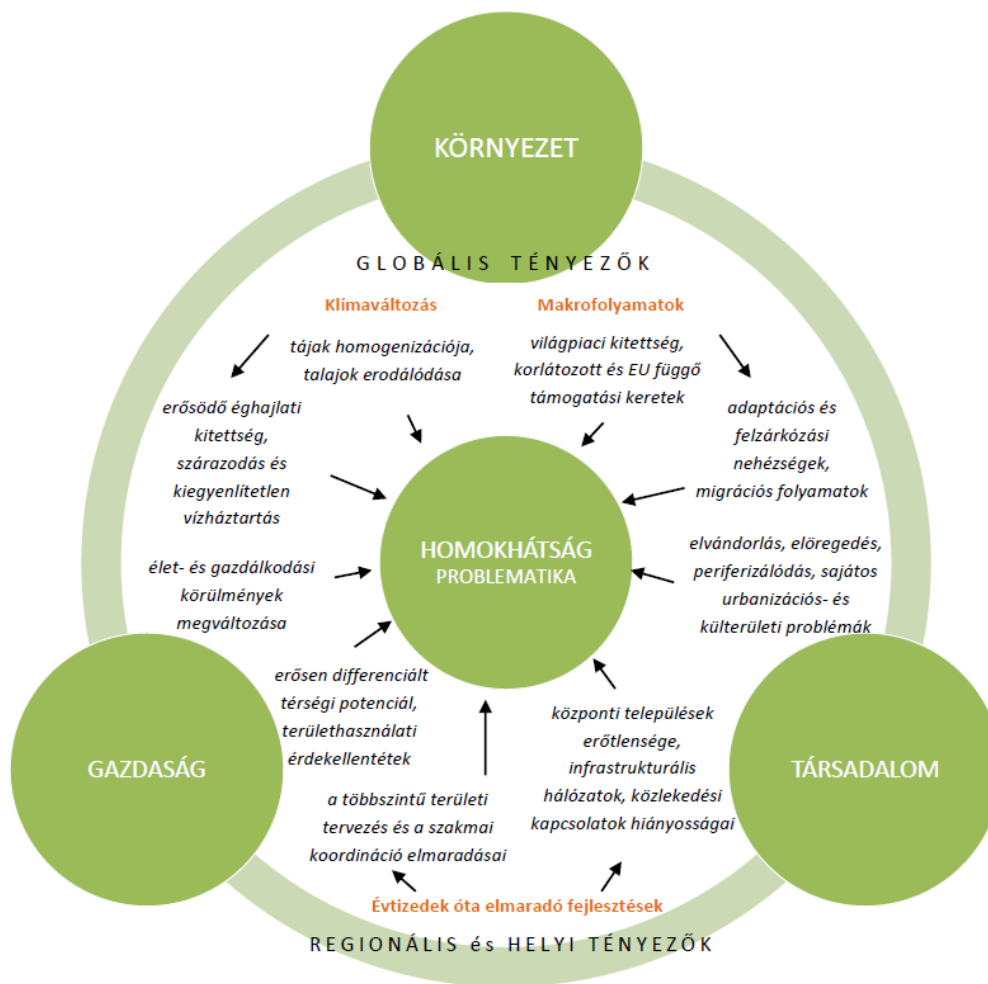 KÖRNYEZET
GLOBÁLIS TÉNYEZŐK
Klímaváltozás
Makrofolyamatok
tájak homogenizációja,
talajok erodálódása
világpiaci kitettség,
korlátozott és EU függő
támogatási keretek
erősödő éghajlati
kitettség,
szárazodás és
kiegyenlítetlen
vízháztartás
adaptációs és
felzárkózási
nehézségek,
migrációs folyamatok
HOMOKHÁTSÁG
PROBLEMATIKA
élet- és gazdálkodási
körülmények
megváltozása
elvándorlás, elöregedés,
periferizálódás, sajátos
urbanizációs- és
külterületi problémák
erősen differenciált
térségi potenciál,
területhasználati
érdekellentétek
központi települések
erőtlensége,
infrastrukturális
hálózatok, közlekedési
kapcsolatok hiányosságai
GAZDASÁG
TÁRSADALOM
a többszintű területi
tervezés és a szakmai
koordináció elmaradásai
Évtizedek óta elmaradó fejlesztések
REGIONÁLIS és HELYI TÉNYEZŐK